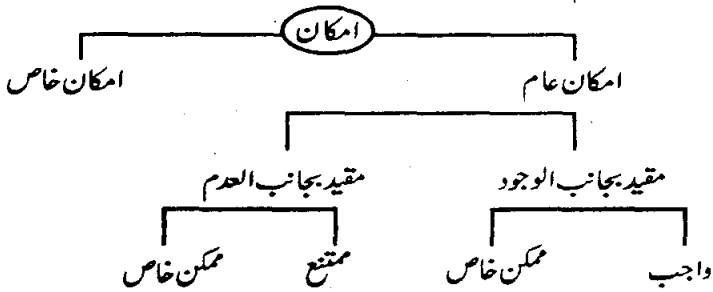 امکان
امکان عام امکان خاص
مقید بجانب الوجود مقید بجانب العدم
واجب ممکن خاص ممتنع ممکن خاص